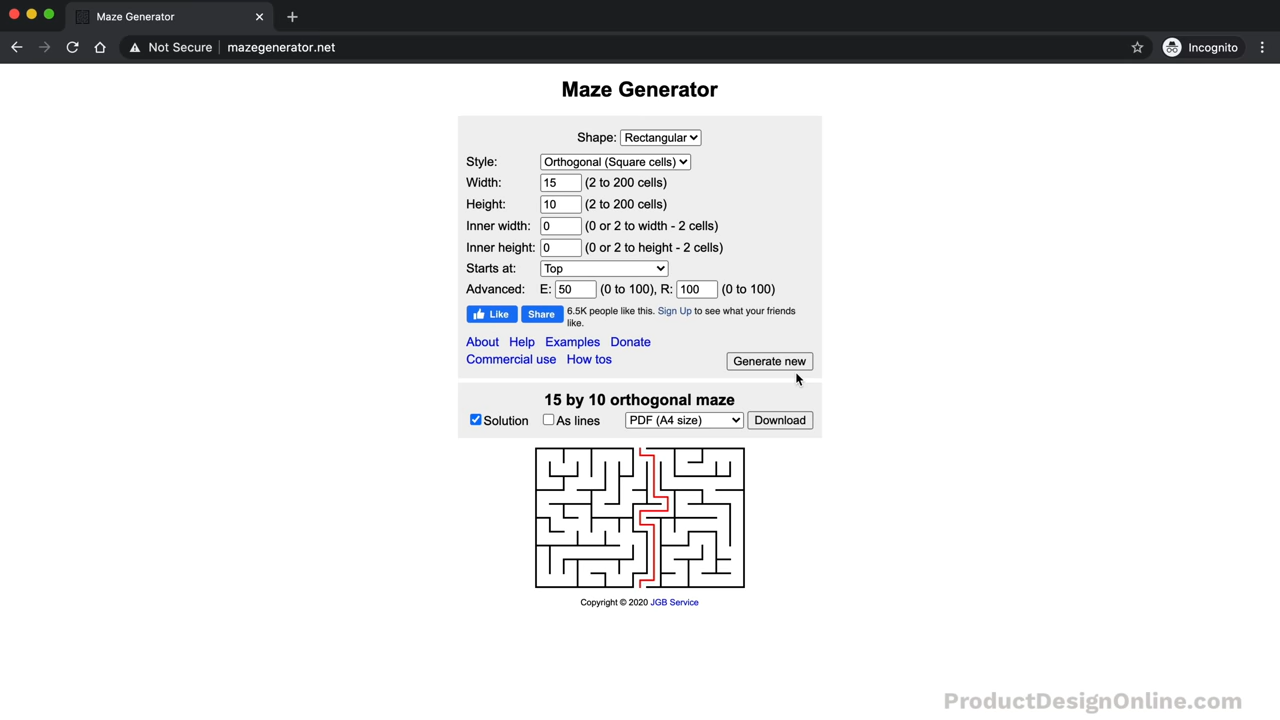 Maze Generator
Not Secure mazegenerator.net Incognito
Maze Generator
Shape: Rectangular
Style: Orthogonal (Square cells)
Width: 15 (2 to 200 cells)
Height: 10 (2 to 200 cells)
Inner width: 0 (0 or 2 to width - 2 cells)
Inner height: 0 (0 or 2 to height - 2 cells)
Starts at: Top
Advanced: E: 50 (0 to 100), R: 100 (0 to 100)
Like Share 6.5K people like this. Sign Up to see what your friends
like.
About Help Examples Donate
Commercial use How tos Generate new
15 by 10 orthogonal maze
Solution As lines PDF (A4 size) Download
Copyright © 2020 JGB Service
ProductDesignOnline.com